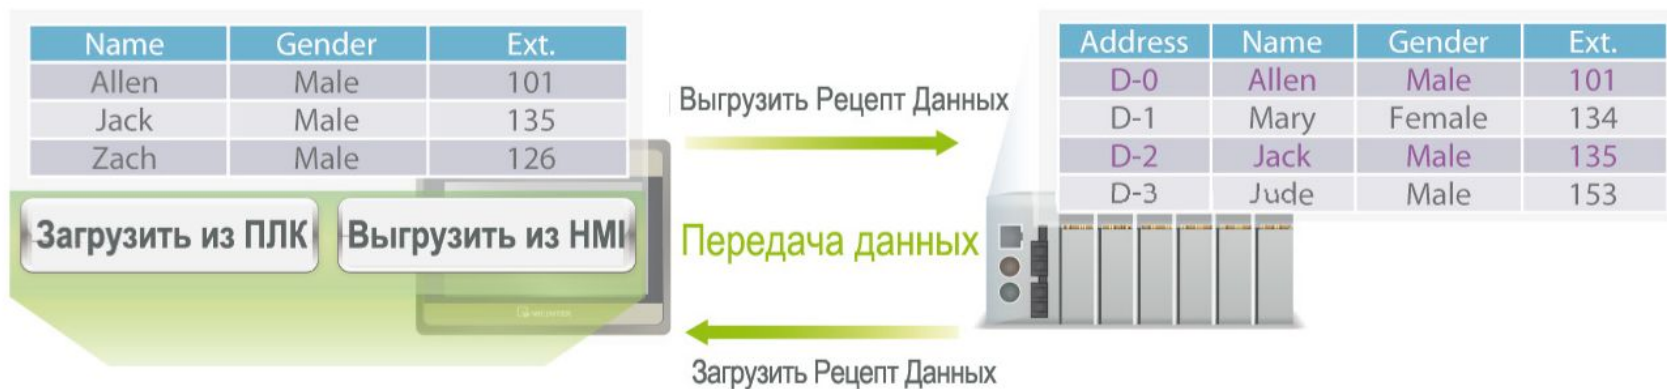 Name Gender Ext.
Allen Male 101
Jack Male 135
Zach Male 126
Загрузить из ПЛК
Выгрузить из HMI
Выгрузить Рецепт Данных
Передача данных
Загрузить Рецепт Данных
Address Name Gender Ext.
D-0 Allen Male 101
D-1 Mary Female 134
D-2 Jack Male 135
D-3 Jude Male 153